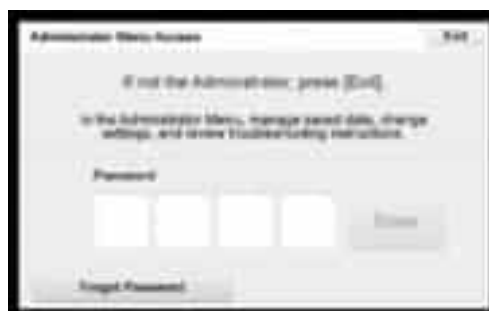 Administrator Menu Access
Exit
If not the Administrator, press [Exit].
In the Administrator Menu, manage saved data, change
settings, and review troubleshooting instructions.
Password
Enter
Forgot Password